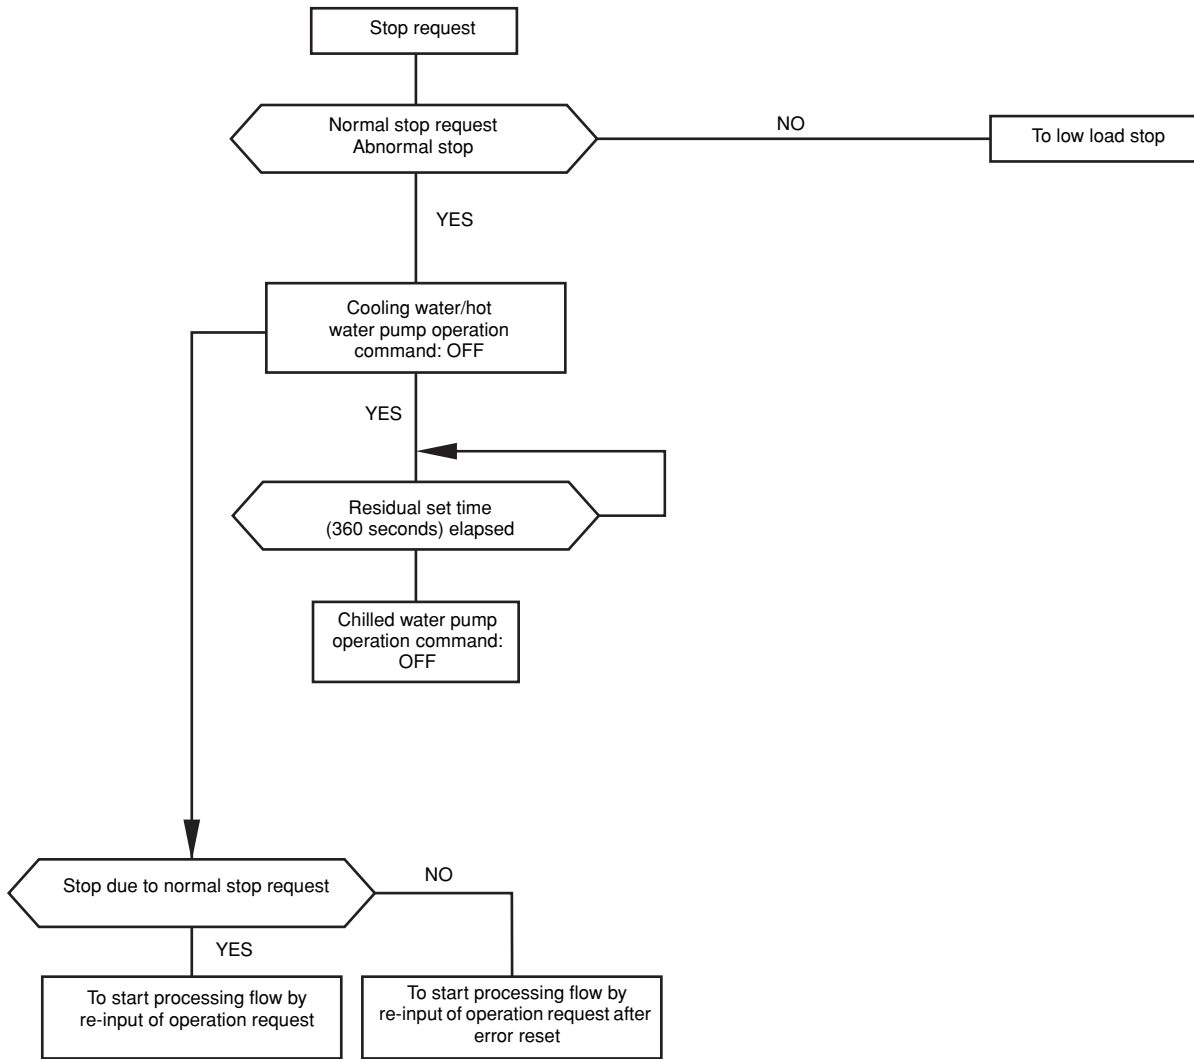 Stop request
Normal stop request
Abnormal stop
NO
To low load stop
YES
Cooling water/hot
water pump operation
command: OFF
YES
Residual set time
(360 seconds) elapsed
Chilled water pump
operation command:
OFF
Stop due to normal stop request
NO
YES
To start processing flow by
re-input of operation request
To start processing flow by
re-input of operation request after
error reset